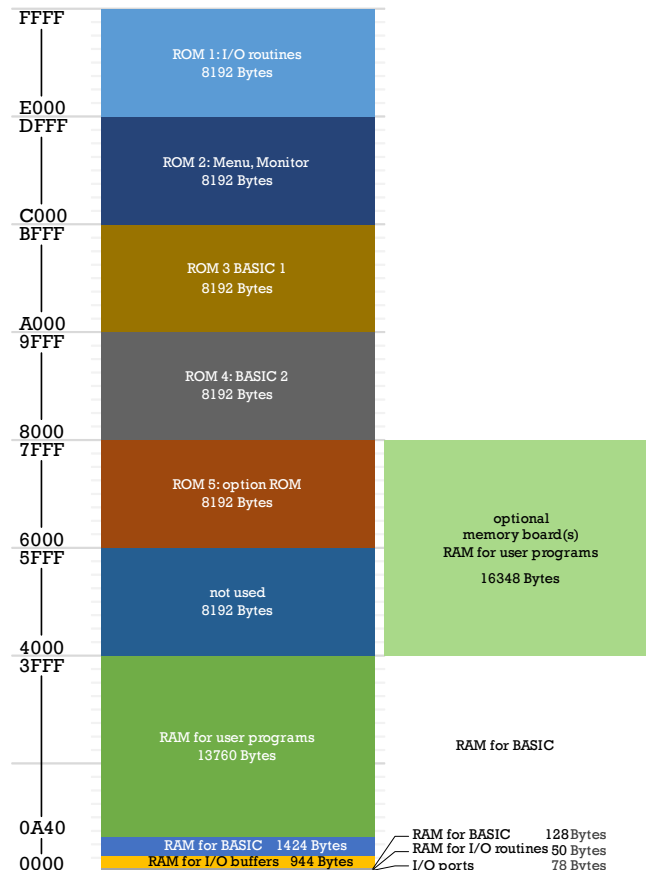 FFFF
ROM 1: I/O routines
8192 Bytes
E000
DFFF
ROM 2: Menu, Monitor
8192 Bytes
C000
BFFF
ROM 3 BASIC 1
8192 Bytes
A000
9FFF
ROM 4: BASIC 2
8192 Bytes
8000
7FFF
ROM 5: option ROM
8192 Bytes
optional
memory board(s)
RAM for user programs
16348 Bytes
6000
5FFF
not used
8192 Bytes
4000
3FFF
RAM for user programs
13760 Bytes
RAM for BASIC
0A40
RAM for BASIC 1424 Bytes
RAM for I/O buffers 944 Bytes
0000
RAM for BASIC 128 Bytes
RAM for I/O routines 50 Bytes
I/O ports 78 Bytes